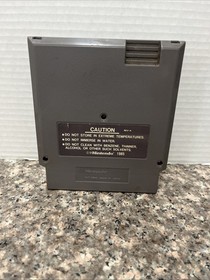 CAUTION
●DO NOT STORE IN EXTREME TEMPERATURES.
●DO NOT IMMERSE IN WATER.
●DO NOT CLEAN WITH BENZENE, THINNER,
ALCOHOL OR OTHER SUCH SOLVENTS.
©Nintendo 1985